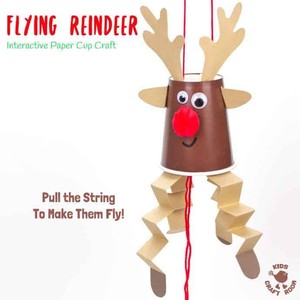 FLYING REINDEER
Interactive Paper Cup Craft
Pull the String
To Make Them Fly!
KIDS
CRAFT ROOM